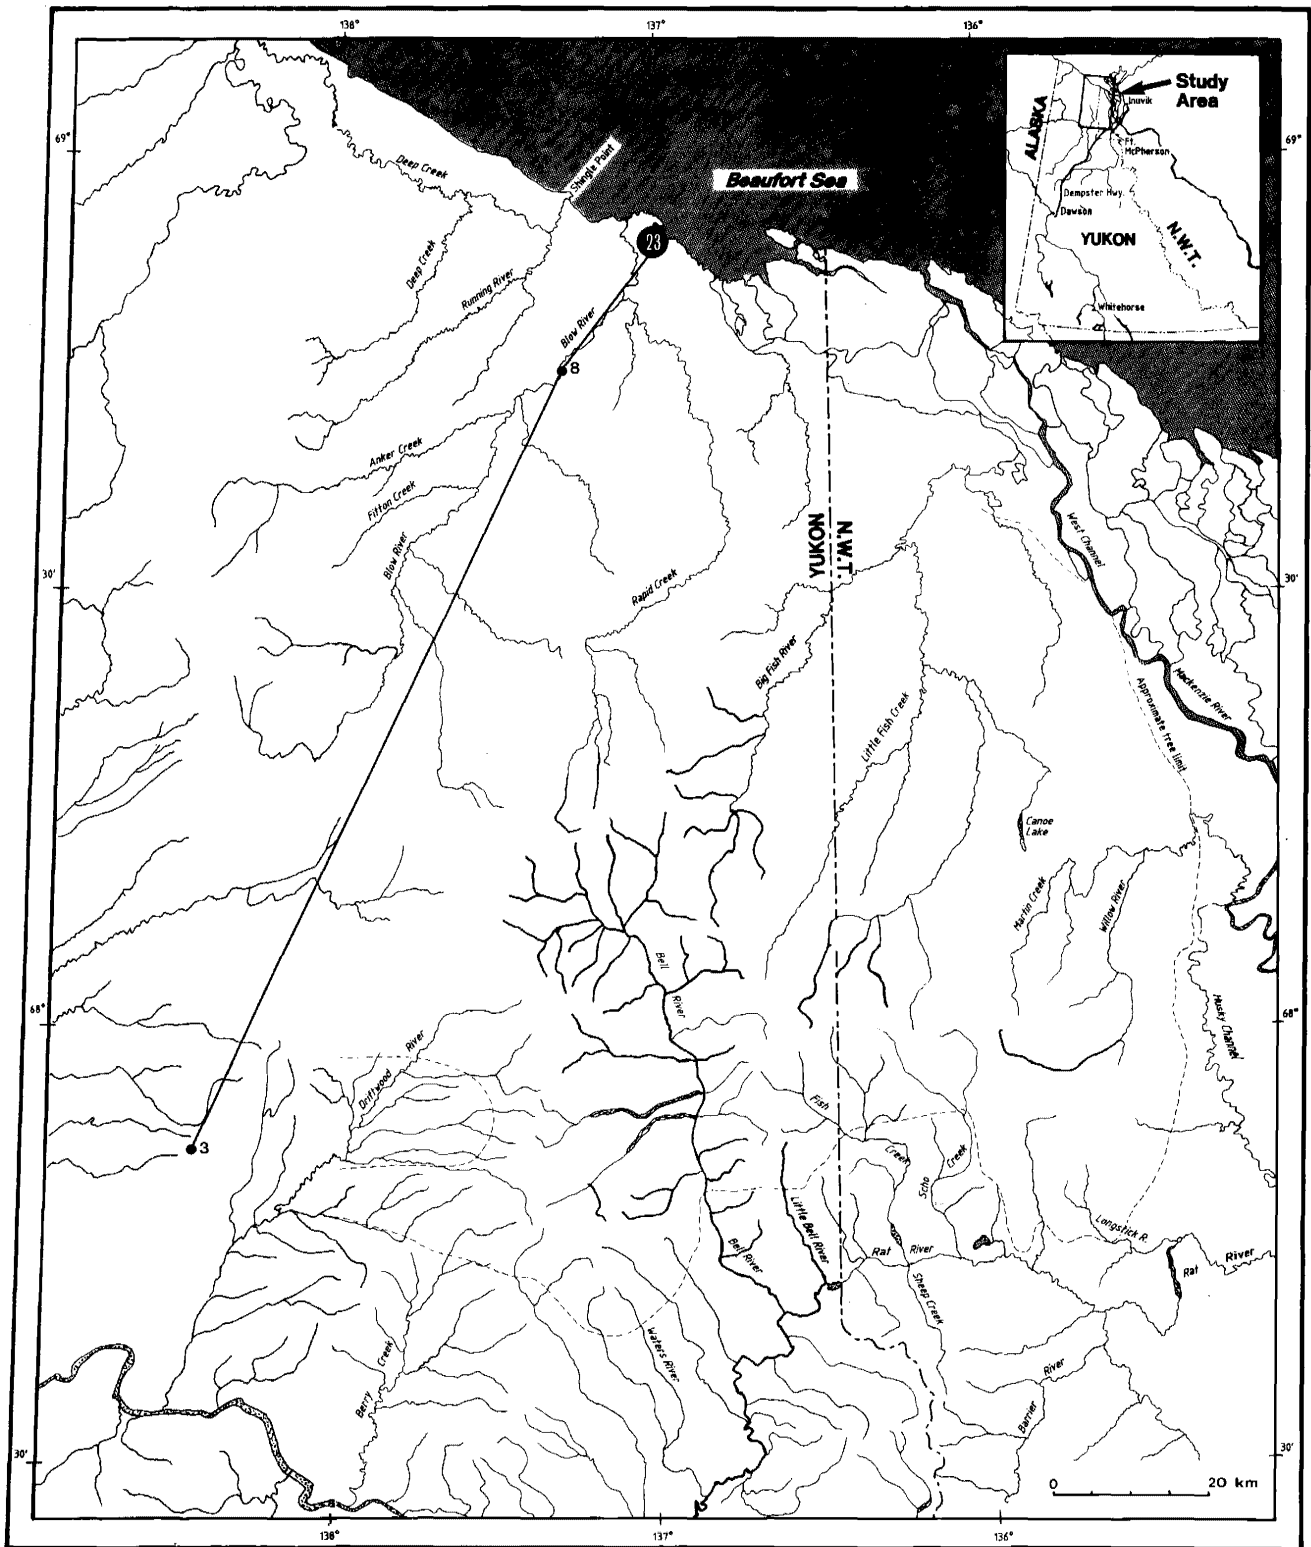 138°
137°
136°
Study
Area
Inuvik
ALASKA
Ft.
McPherson
Dempster Hwy.
Dawson
YUKON
N.W.T.
Whitehorse
69°
69°
Deep Creek
Shingle Point
Beaufort Sea
23
Deep Creek
Running River
Blow River
8
Anker Creek
Fitton Creek
Blow River
West Channel
YUKON
N.W.T.
30'
30'
Rapid Creek
Big Fish River
Little Fish Creek
Mackenzie River
Approximate tree limit
Canoe
Lake
Martin Creek
Willow River
Bell
River
Husky Channel
68°
68°
Driftwood
River
Fish
Creek
Scho
Creek
3
Little Bell River
Longstick R.
Bell River
Rat
River
Rat
River
Sheep Creek
Waters River
Berry
Creek
Barrier
River
30'
30'
0
20 km
138°
137°
136°